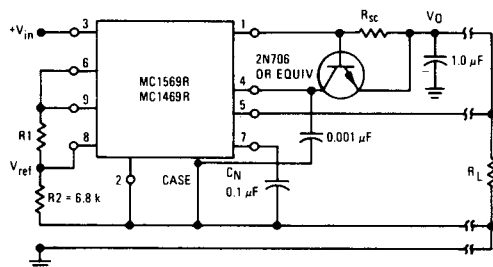 +Vin
3
6
9
8
2
MC1569R
MC1469R
CASE
1
4
5
7
R1
Vref
R2 = 6.8 k
Rsc
VO
2N706
OR EQUIV
1.0 μF
0.001 μF
CN
0.1 μF
RL